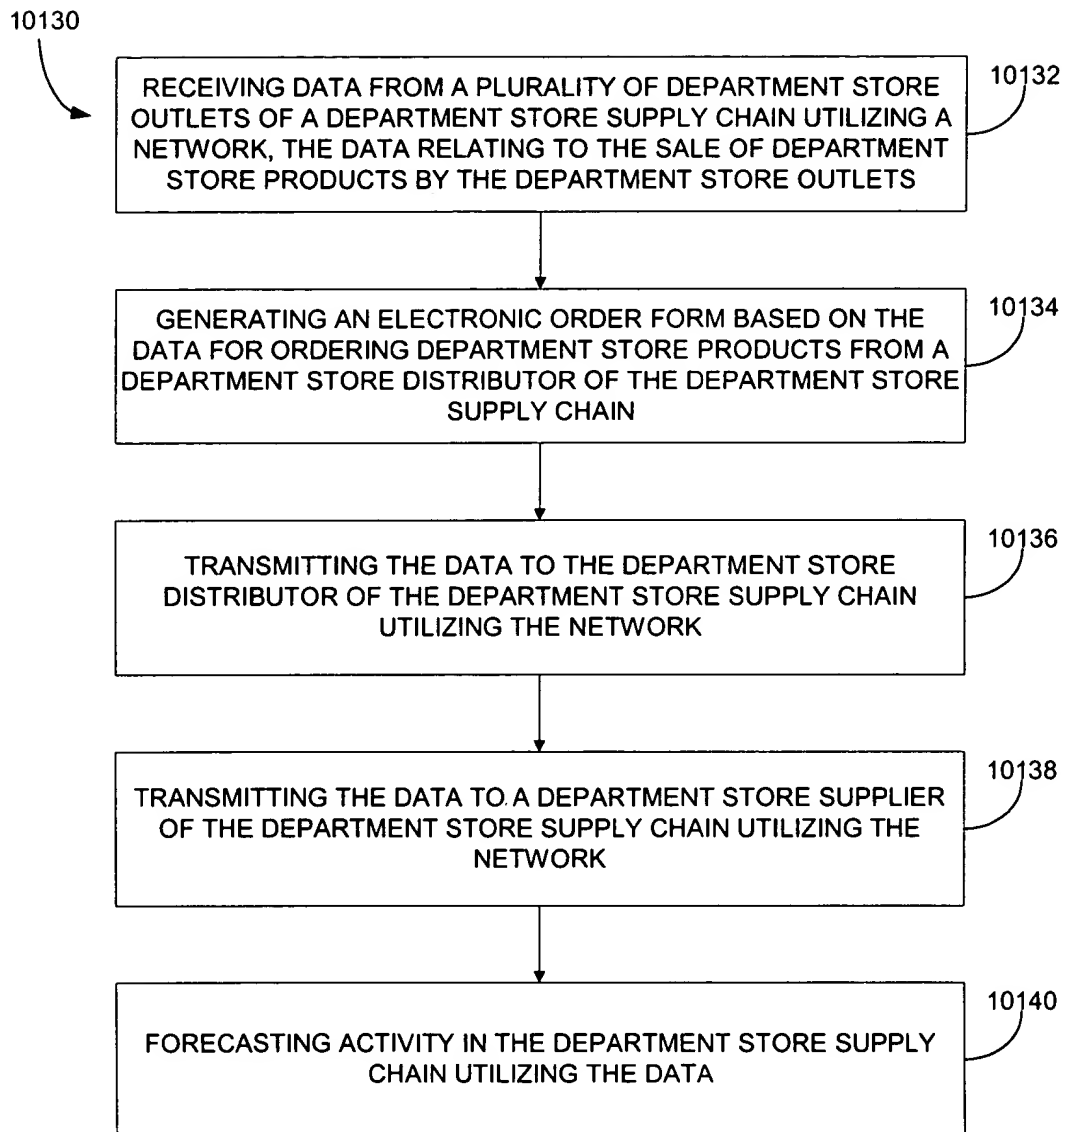 10130
10132
RECEIVING DATA FROM A PLURALITY OF DEPARTMENT STORE
OUTLETS OF A DEPARTMENT STORE SUPPLY CHAIN UTILIZING A
NETWORK, THE DATA RELATING TO THE SALE OF DEPARTMENT
STORE PRODUCTS BY THE DEPARTMENT STORE OUTLETS
10134
GENERATING AN ELECTRONIC ORDER FORM BASED ON THE
DATA FOR ORDERING DEPARTMENT STORE PRODUCTS FROM A
DEPARTMENT STORE DISTRIBUTOR OF THE DEPARTMENT STORE
SUPPLY CHAIN
10136
TRANSMITTING THE DATA TO THE DEPARTMENT STORE
DISTRIBUTOR OF THE DEPARTMENT STORE SUPPLY CHAIN
UTILIZING THE NETWORK
10138
TRANSMITTING THE DATA TO A DEPARTMENT STORE SUPPLIER
OF THE DEPARTMENT STORE SUPPLY CHAIN UTILIZING THE
NETWORK
10140
FORECASTING ACTIVITY IN THE DEPARTMENT STORE SUPPLY
CHAIN UTILIZING THE DATA